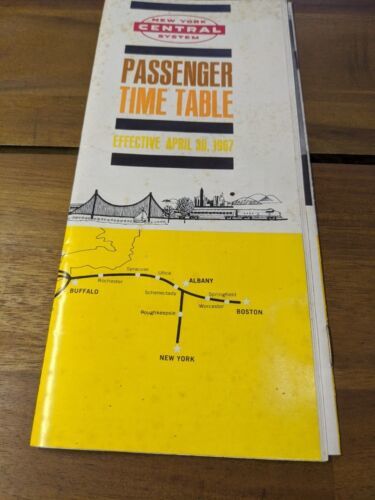 NEW YORK
CENTRAL
SYSTEM
PASSENGER
TIME TABLE
EFFECTIVE APRIL 30, 1967
BUFFALO
Rochester
Syracuse
Utica
Schenectady
ALBANY
Springfield
Worcester
BOSTON
Poughkeepsie
NEW YORK